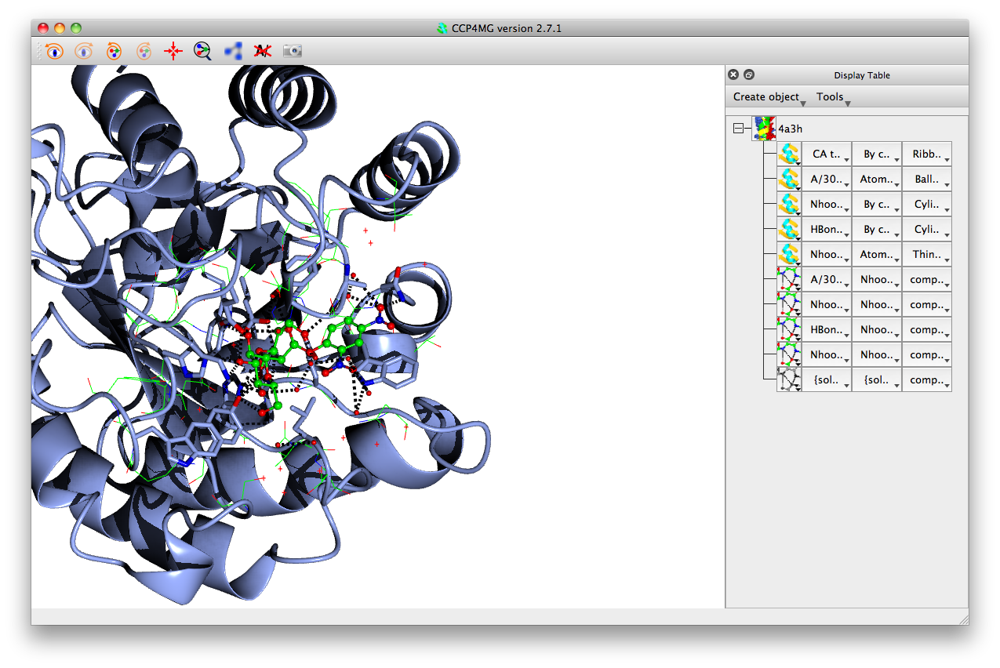 CCP4MG version 2.7.1
Display Table
Create object Tools
4a3h
CA t.. By c.. Ribb..
A/30.. Atom.. Ball..
Nhoo.. By c.. Cyli..
HBon.. By c.. Cyli..
Nhoo.. Atom.. Thin..
A/30.. Nhoo.. comp..
Nhoo.. Nhoo.. comp..
HBon.. Nhoo.. comp..
Nhoo.. Nhoo.. comp..
{sol.. {sol.. comp..